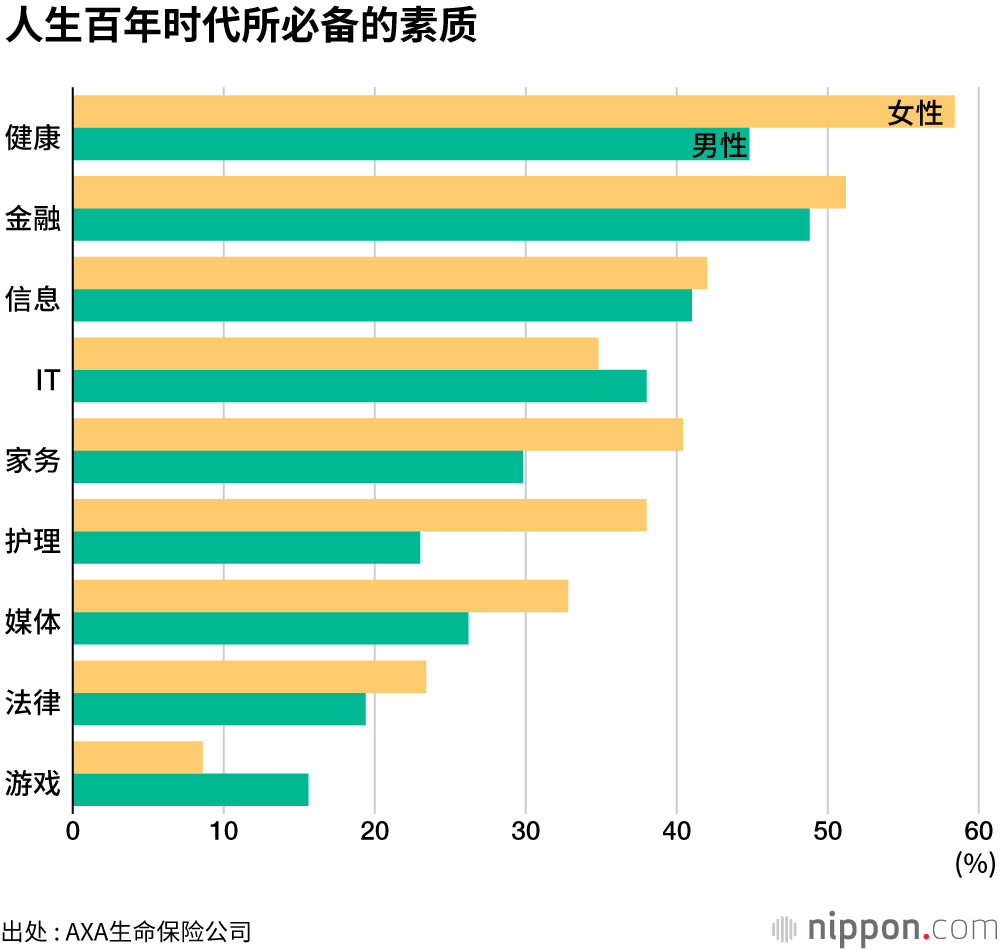 人生百年时代所必备的素质
女性
健康
男性
金融
信息
IT
家务
护理
媒体
法律
游戏
0 10 20 30 40 50 60
(%)
出处 : AXA生命保险公司
nippon.com